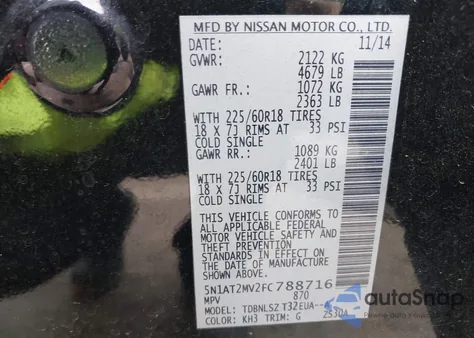 MFD BY NISSAN MOTOR CO., LTD.
DATE: 11/14
GVWR: 2122 KG
4679 LB
GAWR FR.: 1072 KG
2363 LB
WITH 225/60R18 TIRES
18 X 7J RIMS AT 33 PSI
COLD SINGLE
GAWR RR.: 1089 KG
2401 LB
WITH 225/60R18 TIRES
18 X 7J RIMS AT 33 PSI
COLD SINGLE
THIS VEHICLE CONFORMS TO
ALL APPLICABLE FEDERAL
MOTOR VEHICLE SAFETY AND
THEFT PREVENTION
STANDARDS IN EFFECT ON
THE DATE OF MANUFACTURE
SHOWN ABOVE.
5N1AT2MV2FC788716
MPV 870
MODEL: TDBNLSZ T32EUA--
COLOR: KH3 TRIM: G 2530A
autoSnap